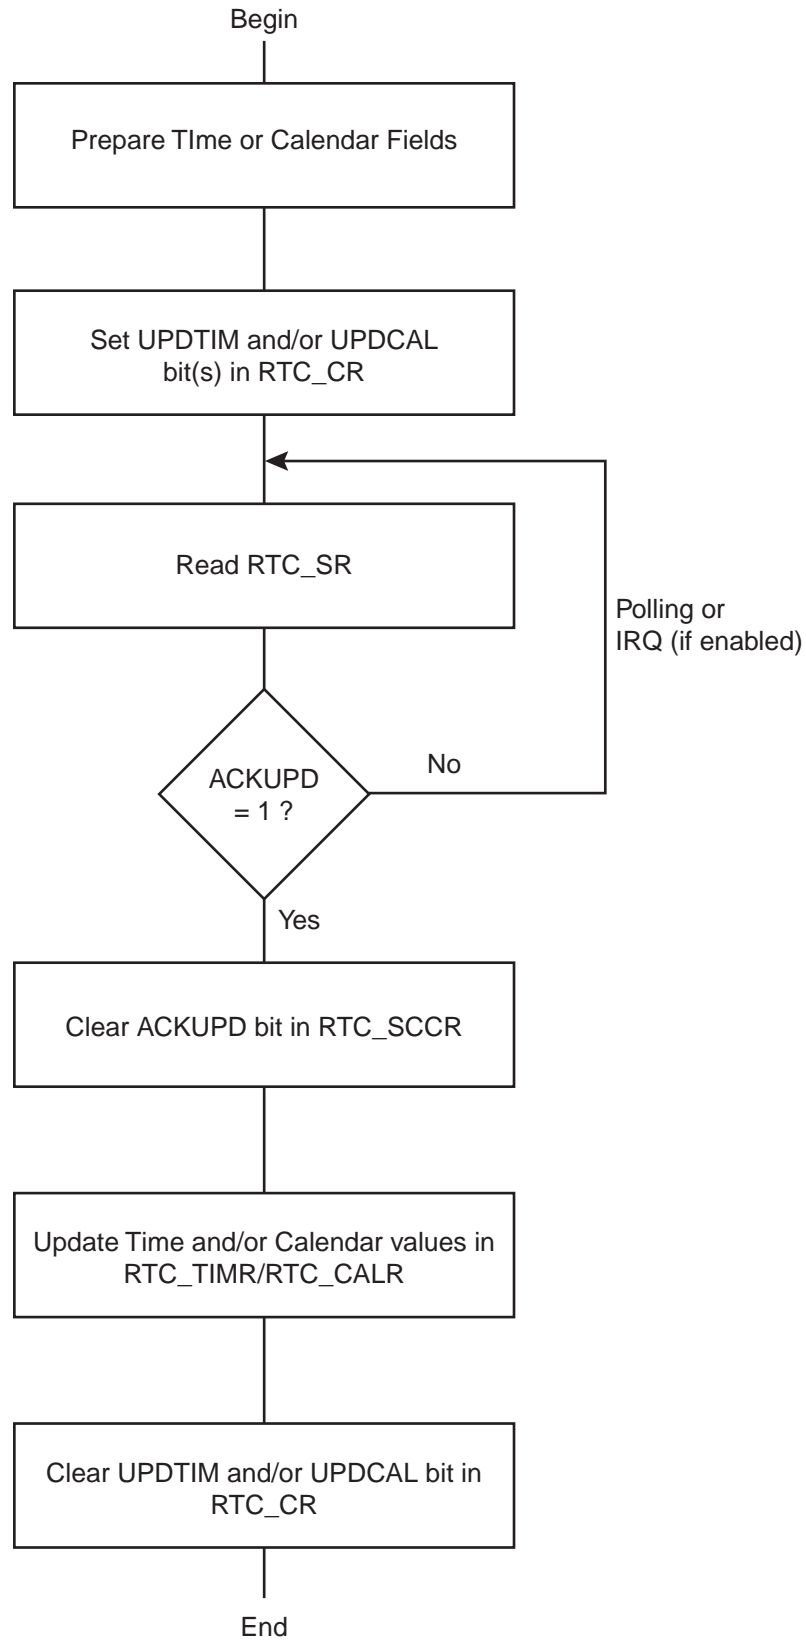 Begin
Prepare TIme or Calendar Fields
Set UPDTIM and/or UPDCAL
bit(s) in RTC_CR
Read RTC_SR
Polling or
IRQ (if enabled)
ACKUPD
= 1 ?
No
Yes
Clear ACKUPD bit in RTC_SCCR
Update Time and/or Calendar values in
RTC_TIMR/RTC_CALR
Clear UPDTIM and/or UPDCAL bit in
RTC_CR
End